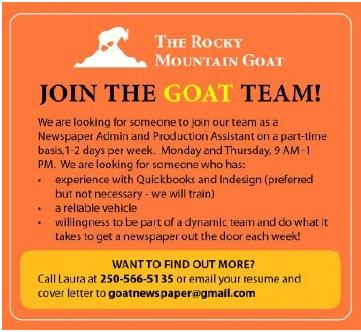 THE ROCKY
MOUNTAIN GOAT
JOIN THE GOAT TEAM!
We are looking for someone to join our team as a
Newspaper Admin and Production Assistant on a part-time
basis,1-2 days per week. Monday and Thursday, 9 AM -1
PM. We are looking for someone who has:
• experience with Quickbooks and Indesign (preferred
but not necessary - we will train)
• a reliable vehicle
• willingness to be part of a dynamic team and do what it
takes to get a newspaper out the door each week!
WANT TO FIND OUT MORE?
Call Laura at 250-566-5135 or email your resume and
cover letter to goatnewspaper@gmail.com